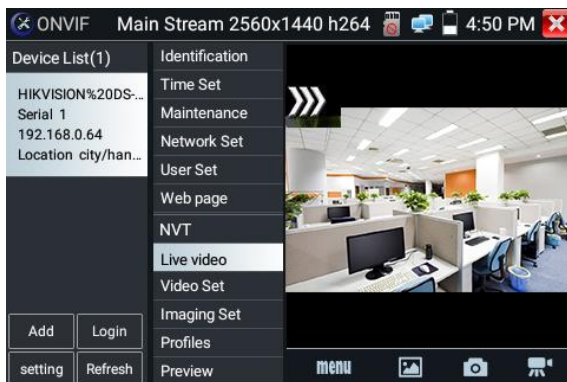 ONVIF Main Stream 2560x1440 h264 4:50 PM
Device List(1)
HIKVISION%20DS-...
Serial 1
192.168.0.64
Location city/han...
Add
Login
setting
Refresh
Identification
Time Set
Maintenance
Network Set
User Set
Web page
NVT
Live video
Video Set
Imaging Set
Profiles
Preview
menu